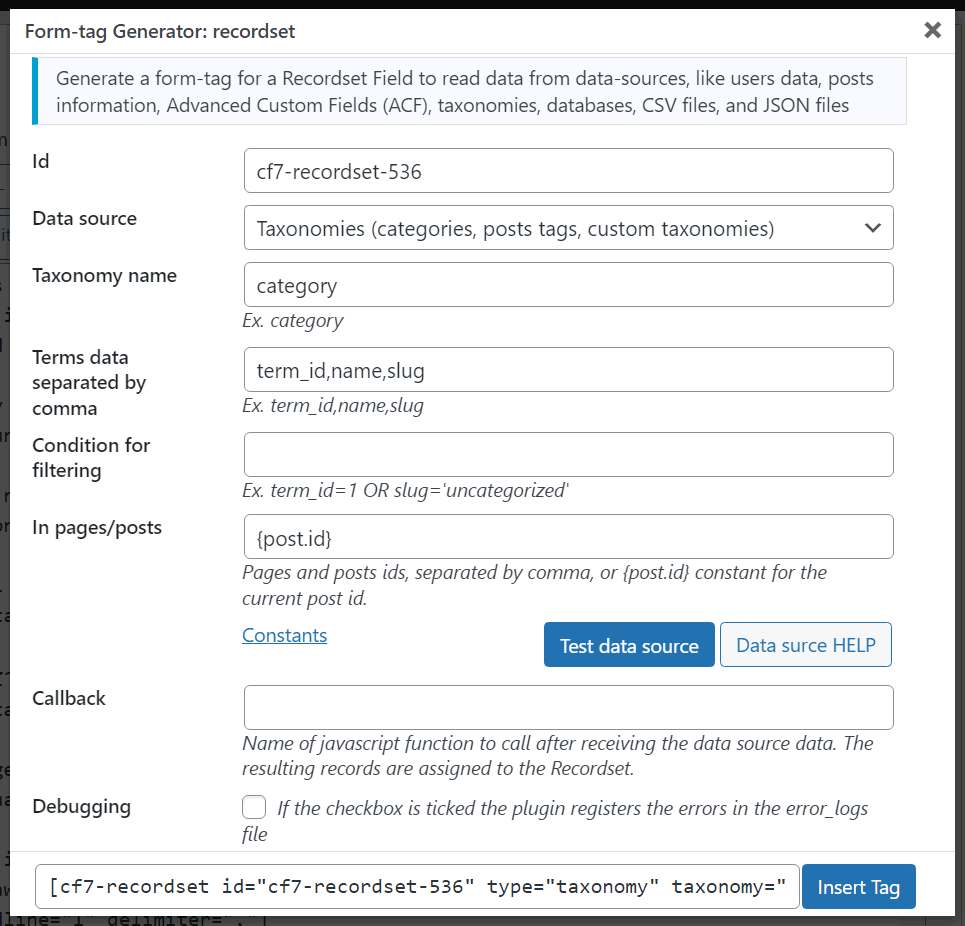 Form-tag Generator: recordset
Generate a form-tag for a Recordset Field to read data from data-sources, like users data, posts
information, Advanced Custom Fields (ACF), taxonomies, databases, CSV files, and JSON files
Id
cf7-recordset-536
Data source
Taxonomies (categories, posts tags, custom taxonomies)
Taxonomy name
category
Ex. category
Terms data
separated by
comma
term_id,name,slug
Ex. term_id,name,slug
Condition for
filtering
Ex. term_id=1 OR slug='uncategorized'
In pages/posts
{post.id}
Pages and posts ids, separated by comma, or {post.id} constant for the
current post id.
Constants
Test data source
Data surce HELP
Callback
Name of javascript function to call after receiving the data source data. The
resulting records are assigned to the Recordset.
Debugging
If the checkbox is ticked the plugin registers the errors in the error_logs
file
[cf7-recordset id="cf7-recordset-536" type="taxonomy" taxonomy="
Insert Tag